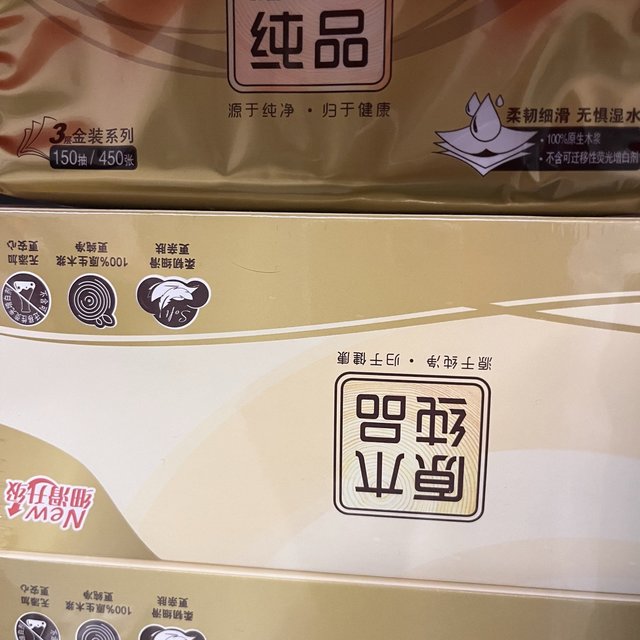 纯品
源于纯净·归于健康
3层金装系列
150抽/450张
柔韧细滑 无惧湿水
·100%原生木浆
·不含可迁移性荧光增白剂
柔韧细滑
更亲肤
Soft
100%原生木浆
更纯净
无添加
更安心
原木
纯品
源于纯净·归于健康
New
细滑升级
柔韧细滑
更亲肤
100%原生木浆
更纯净
无添加
更安心